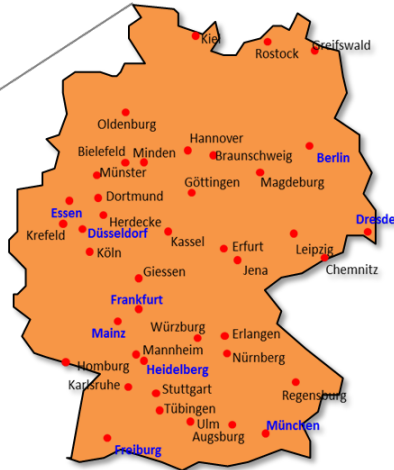 Kiel
Rostock
Greifswald
Oldenburg
Hannover
Bielefeld
Minden
Braunschweig
Berlin
Münster
Göttingen
Magdeburg
Dortmund
Essen
Herdecke
Dresde
Krefeld
Düsseldorf
Kassel
Erfurt
Leipzig
Köln
Jena
Chemnitz
Giessen
Frankfurt
Mainz
Würzburg
Erlangen
Mannheim
Nürnberg
Homburg
Heidelberg
Karlsruhe
Stuttgart
Regensburg
Tübingen
Ulm
München
Augsburg
Freiburg